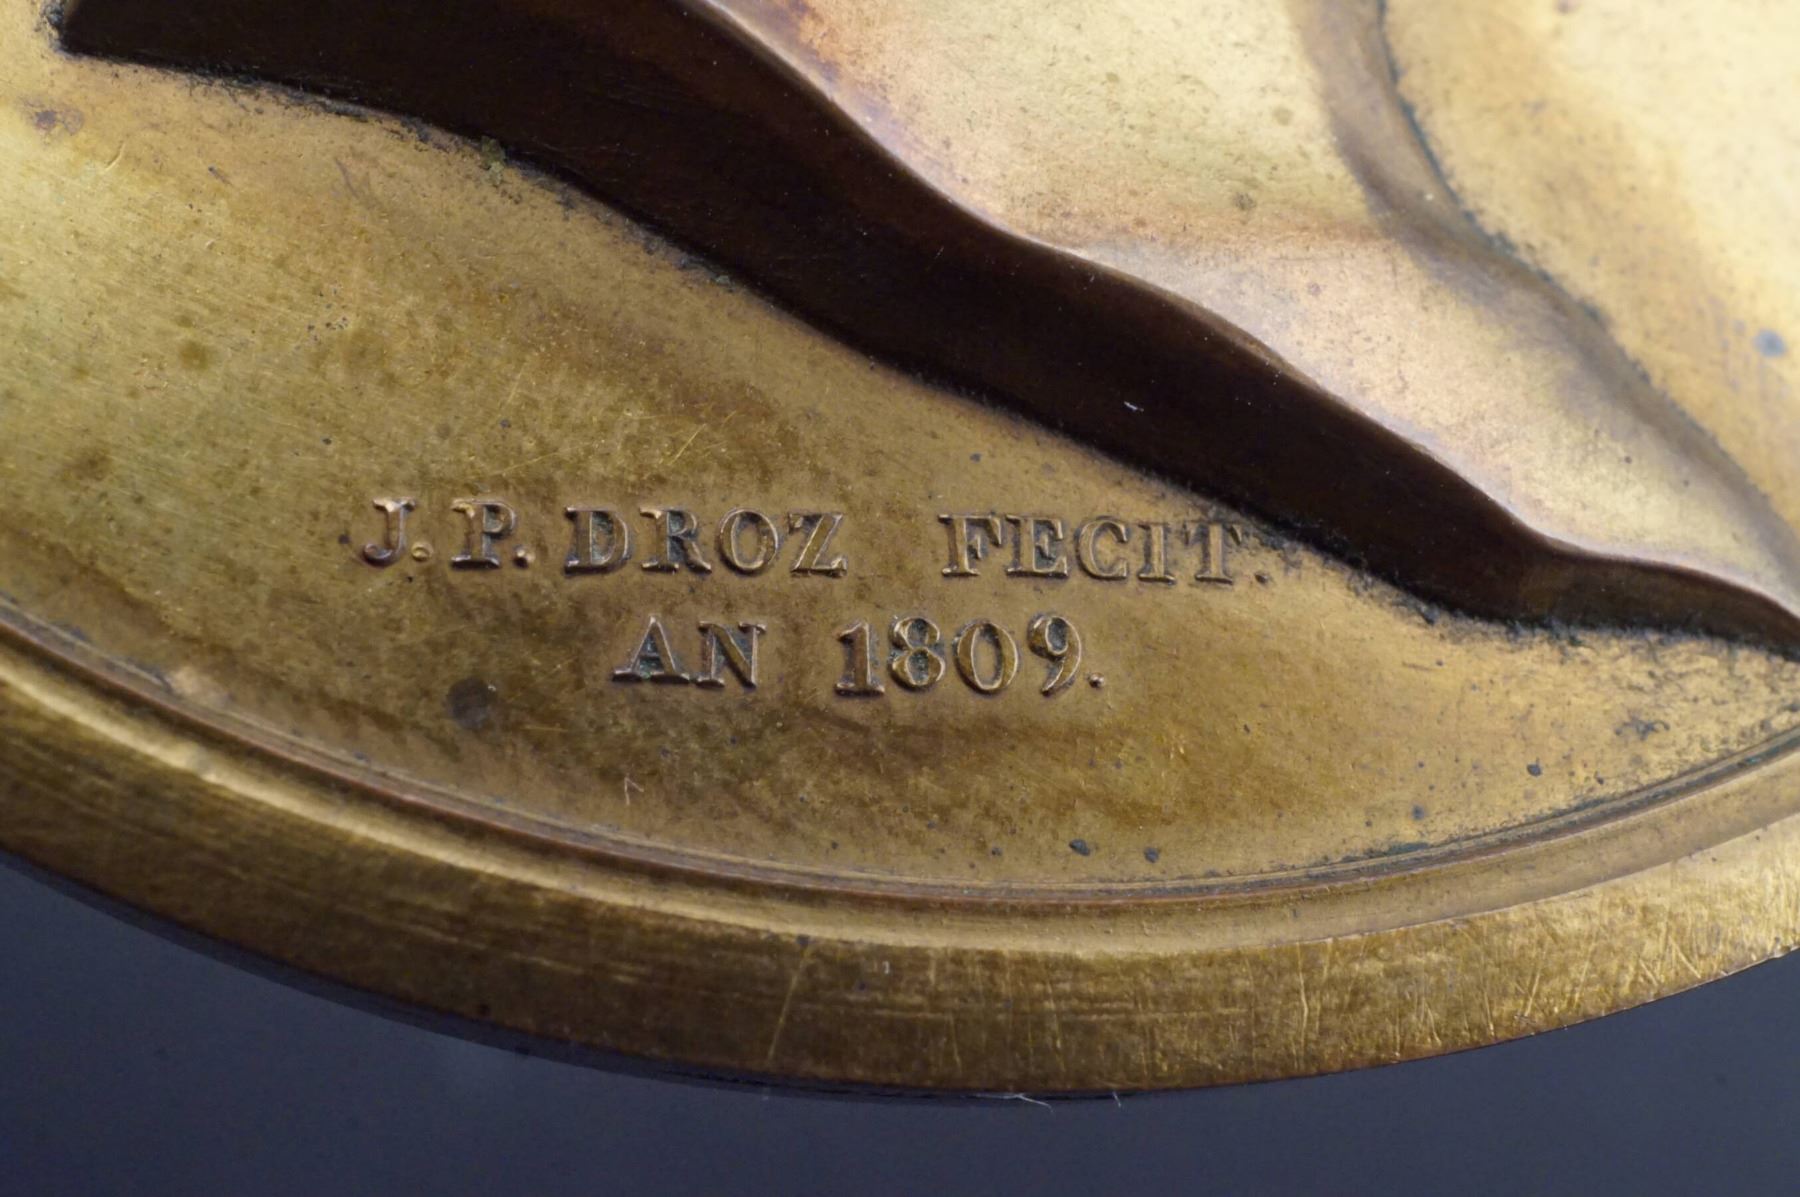 J. P. DROZ FECIT.
AN 1809.